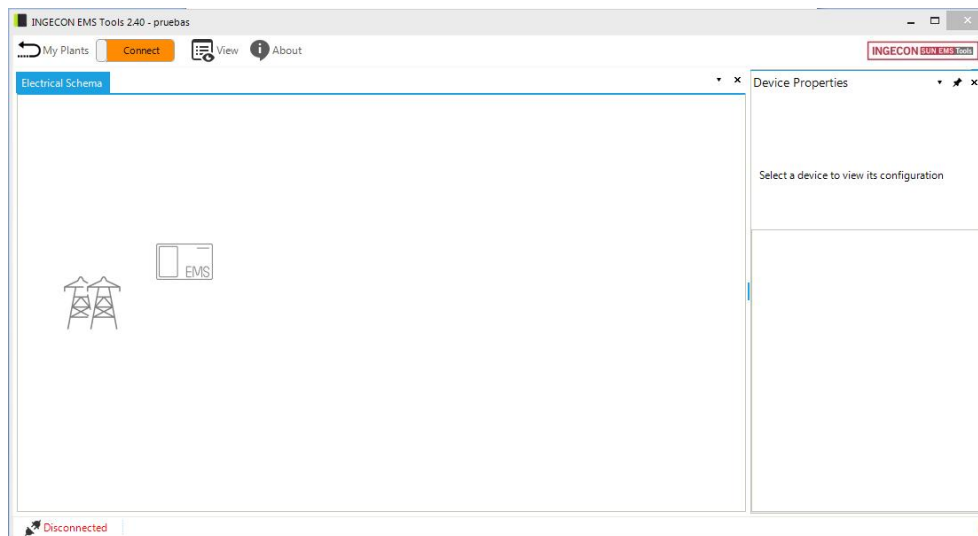 INGECON EMS Tools 2.40 - pruebas
My Plants Connect View About
INGECON SUN EMS Tools
Electrical Schema
Device Properties
Select a device to view its configuration
EMS
Disconnected